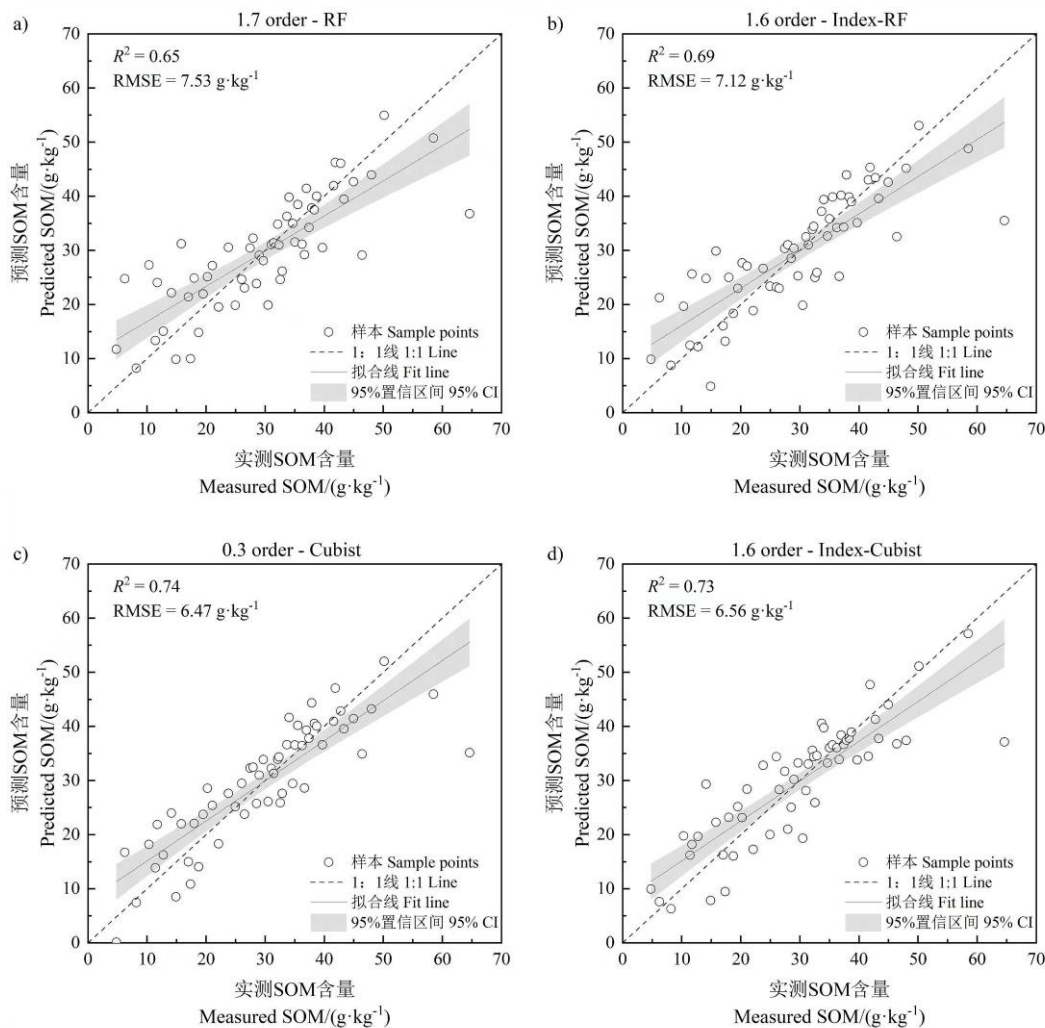 a)
1.7 order - RF
R² = 0.65
RMSE = 7.53 g·kg⁻¹
预测SOM含量
Predicted SOM/(g·kg⁻¹)
70
60
50
40
30
20
10
0
样本 Sample points
1：1线 1:1 Line
拟合线 Fit line
95%置信区间 95% CI
0 10 20 30 40 50 60 70
实测SOM含量
Measured SOM/(g·kg⁻¹)
b)
1.6 order - Index-RF
R² = 0.69
RMSE = 7.12 g·kg⁻¹
预测SOM含量
Predicted SOM/(g·kg⁻¹)
70
60
50
40
30
20
10
0
样本 Sample points
1：1线 1:1 Line
拟合线 Fit line
95%置信区间 95% CI
0 10 20 30 40 50 60 70
实测SOM含量
Measured SOM/(g·kg⁻¹)
c)
0.3 order - Cubist
R² = 0.74
RMSE = 6.47 g·kg⁻¹
预测SOM含量
Predicted SOM/(g·kg⁻¹)
70
60
50
40
30
20
10
0
样本 Sample points
1：1线 1:1 Line
拟合线 Fit line
95%置信区间 95% CI
0 10 20 30 40 50 60 70
实测SOM含量
Measured SOM/(g·kg⁻¹)
d)
1.6 order - Index-Cubist
R² = 0.73
RMSE = 6.56 g·kg⁻¹
预测SOM含量
Predicted SOM/(g·kg⁻¹)
70
60
50
40
30
20
10
0
样本 Sample points
1：1线 1:1 Line
拟合线 Fit line
95%置信区间 95% CI
0 10 20 30 40 50 60 70
实测SOM含量
Measured SOM/(g·kg⁻¹)